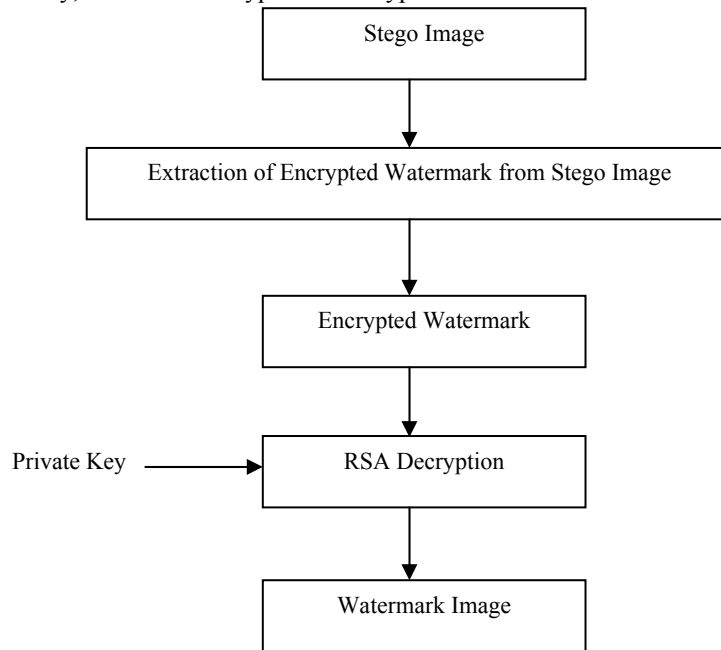 Stego Image
Extraction of Encrypted Watermark from Stego Image
Encrypted Watermark
Private Key
RSA Decryption
Watermark Image